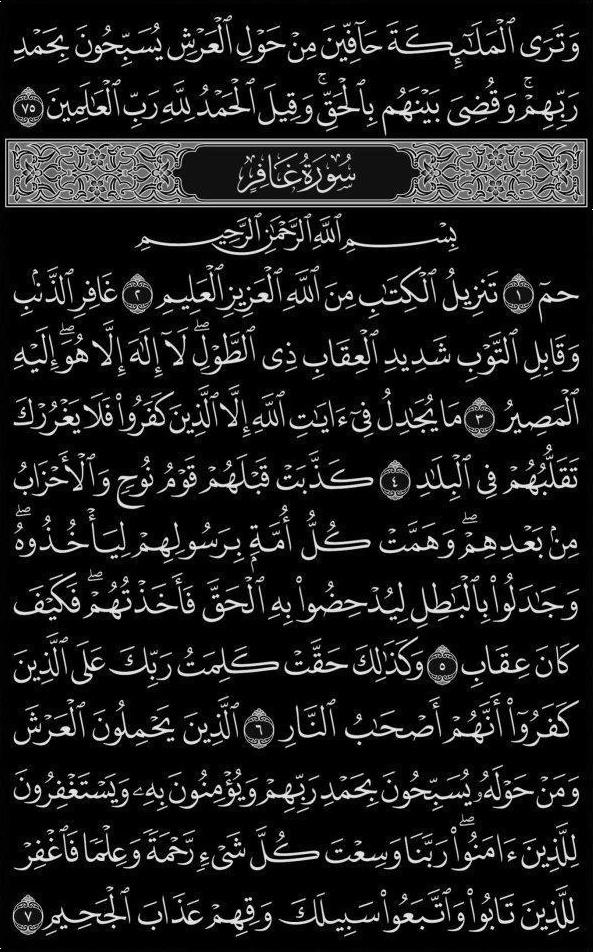 وَتَرَى ٱلْمَلَٰٓئِكَةَ حَآفِّينَ مِنْ حَوْلِ ٱلْعَرْشِ يُسَبِّحُونَ بِحَمْدِ
رَبِّهِمْۖ وَقُضِىَ بَيْنَهُم بِٱلْحَقِّۚ وَقِيلَ ٱلْحَمْدُ لِلَّهِ رَبِّ ٱلْعَٰلَمِينَ ٧٥
سُورَةُ غَافِرٍ
بِسْمِ ٱللَّهِ ٱلرَّحْمَٰنِ ٱلرَّحِيمِ
حمٓ ١ تَنزِيلُ ٱلْكِتَٰبِ مِنَ ٱللَّهِ ٱلْعَزِيزِ ٱلْعَلِيمِ ٢ غَافِرِ ٱلذَّنۢبِ
وَقَابِلِ ٱلتَّوْبِ شَدِيدِ ٱلْعِقَابِ ذِى ٱلطَّوْلِۖ لَآ إِلَٰهَ إِلَّا هُوَۖ إِلَيْهِ
ٱلْمَصِيرُ ٣ مَا يُجَٰدِلُ فِىٓ ءَايَٰتِ ٱللَّهِ إِلَّا ٱلَّذِينَ كَفَرُوا۟ فَلَا يَغْرُرْكَ
تَقَلُّبُهُمْ فِى ٱلْبِلَٰدِ ٤ كَذَّبَتْ قَبْلَهُمْ قَوْمُ نُوحٍ وَٱلْأَحْزَابُ
مِنۢ بَعْدِهِمْۖ وَهَمَّتْ كُلُّ أُمَّةٍۭ بِرَسُولِهِمْ لِيَأْخُذُوهُۖ
وَجَٰدَلُوا۟ بِٱلْبَٰطِلِ لِيُدْحِضُوا۟ بِهِ ٱلْحَقَّ فَأَخَذْتُهُمْۖ فَكَيْفَ
كَانَ عِقَابِ ٥ وَكَذَٰلِكَ حَقَّتْ كَلِمَتُ رَبِّكَ عَلَى ٱلَّذِينَ
كَفَرُوٓا۟ أَنَّهُمْ أَصْحَٰبُ ٱلنَّارِ ٦ ٱلَّذِينَ يَحْمِلُونَ ٱلْعَرْشَ
وَمَنْ حَوْلَهُۥ يُسَبِّحُونَ بِحَمْدِ رَبِّهِمْ وَيُؤْمِنُونَ بِهِۦ وَيَسْتَغْفِرُونَ
لِلَّذِينَ ءَامَنُوا۟ۖ رَبَّنَا وَسِعْتَ كُلَّ شَىْءٍ رَّحْمَةً وَعِلْمًا فَٱغْفِرْ
لِلَّذِينَ تَابُوا۟ وَٱتَّبَعُوا۟ سَبِيلَكَ وَقِهِمْ عَذَابَ ٱلْجَحِيمِ ٧